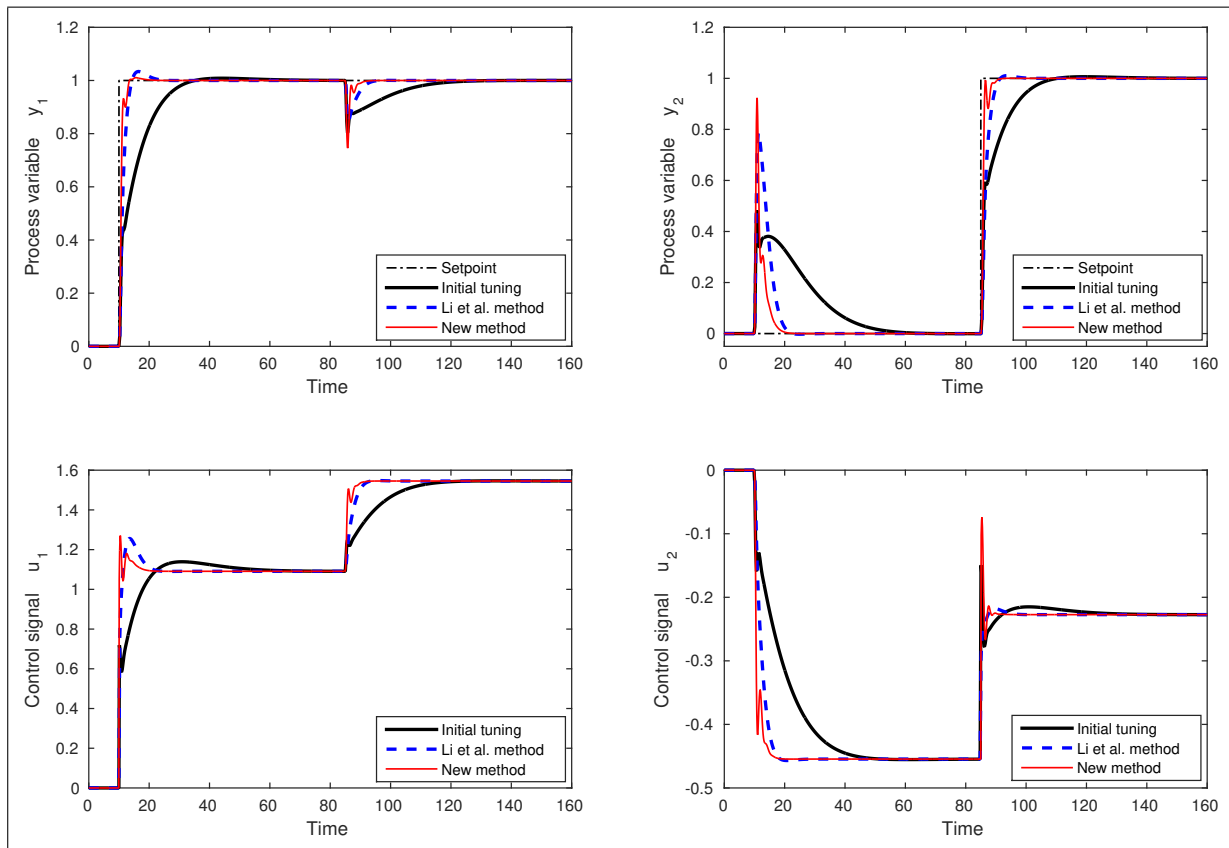 1.2
1
0.8
0.6
0.4
0.2
0
Process variable y1
0 20 40 60 80 100 120 140 160
Time
Setpoint
Initial tuning
Li et al. method
New method
1.2
1
0.8
0.6
0.4
0.2
0
Process variable y2
0 20 40 60 80 100 120 140 160
Time
Setpoint
Initial tuning
Li et al. method
New method
1.6
1.4
1.2
1.0
0.8
0.6
0.4
0.2
0
Control signal u1
0 20 40 60 80 100 120 140 160
Time
Initial tuning
Li et al. method
New method
0
-0.1
-0.2
-0.3
-0.4
-0.5
Control signal u2
0 20 40 60 80 100 120 140 160
Time
Initial tuning
Li et al. method
New method